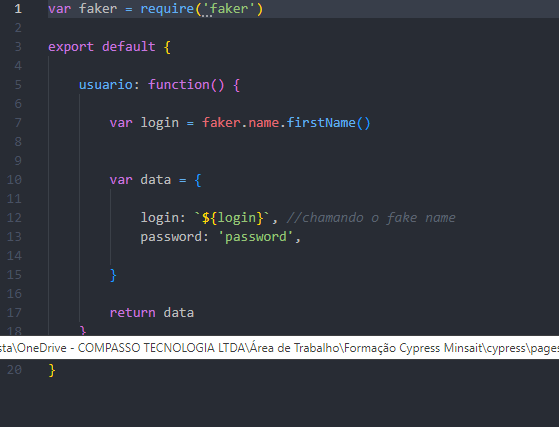 1 var faker = require('faker')
2
3 export default {
4
5 usuario: function() {
6
7 var login = faker.name.firstName()
8
9
10 var data = {
11
12 login: `${login}`, //chamando o fake name
13 password: 'password',
14
15 }
16
17 return data
18 }
sta\OneDrive - COMPASSO TECNOLOGIA LTDA\Área de Trabalho\Formação Cypress Minsait\cypress\pages
20 }